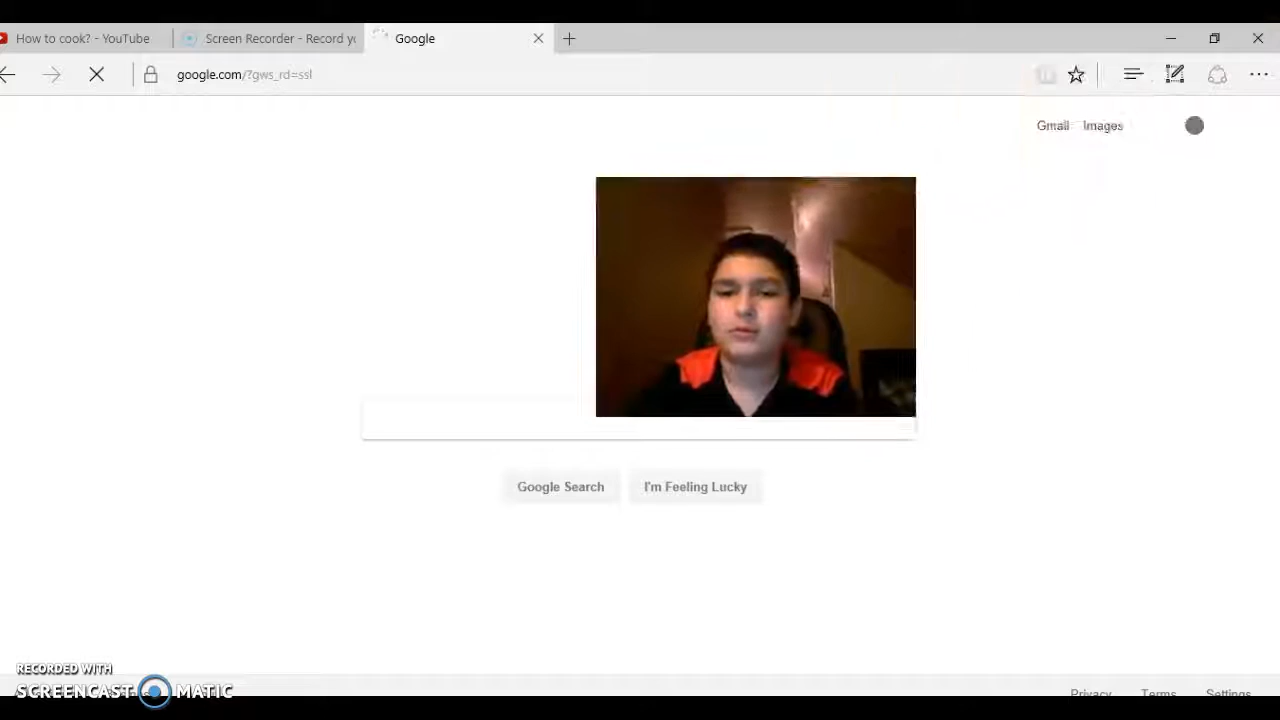 How to cook? - YouTube
Screen Recorder - Record yo
Google
google.com/?gws_rd=ssl
Gmail Images
Google Search
I'm Feeling Lucky
RECORDED WITH
SCREENCAST MATIC
Privacy Terms Settings